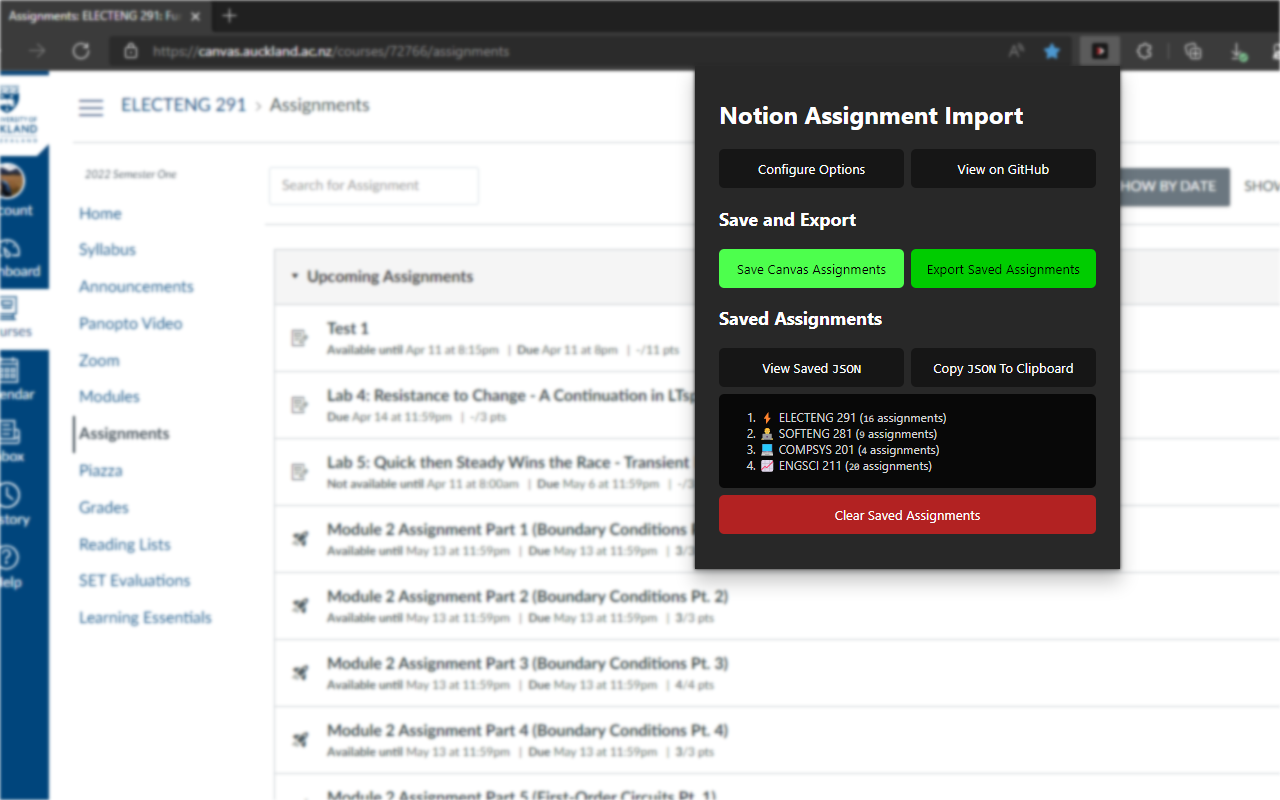 Assignments: ELECTENG 291: Fu
https://canvas.auckland.ac.nz/courses/72766/assignments
ELECTENG 291 › Assignments
2022 Semester One
Home
Syllabus
Announcements
Panopto Video
Zoom
Modules
Assignments
Piazza
Grades
Reading Lists
SET Evaluations
Learning Essentials
Search for Assignment
HOW BY DATE
SHOW
Upcoming Assignments
Test 1
Available until Apr 11 at 8:15pm | Due Apr 11 at 8pm | -/11 pts
Lab 4: Resistance to Change - A Continuation in LTsp
Due Apr 14 at 11:59pm | -/3 pts
Lab 5: Quick then Steady Wins the Race - Transient
Not available until Apr 11 at 8:00am | Due May 6 at 11:59pm | -/3
Module 2 Assignment Part 1 (Boundary Conditions
Available until May 13 at 11:59pm | Due May 13 at 11:59pm | 3/3
Module 2 Assignment Part 2 (Boundary Conditions Pt. 2)
Available until May 13 at 11:59pm | Due May 13 at 11:59pm | 3/3 pts
Module 2 Assignment Part 3 (Boundary Conditions Pt. 3)
Available until May 13 at 11:59pm | Due May 13 at 11:59pm | 4/4 pts
Module 2 Assignment Part 4 (Boundary Conditions Pt. 4)
Available until May 13 at 11:59pm | Due May 13 at 11:59pm | 3/3 pts
Module 2 Assignment Part 5 (First-Order Circuits Pt. 1)
Notion Assignment Import
Configure Options
View on GitHub
Save and Export
Save Canvas Assignments
Export Saved Assignments
Saved Assignments
View Saved JSON
Copy JSON To Clipboard
1. ⚡ ELECTENG 291 (16 assignments)
2. 👨‍💻 SOFTENG 281 (9 assignments)
3. 💻 COMPSYS 201 (4 assignments)
4. 📈 ENGSCI 211 (20 assignments)
Clear Saved Assignments